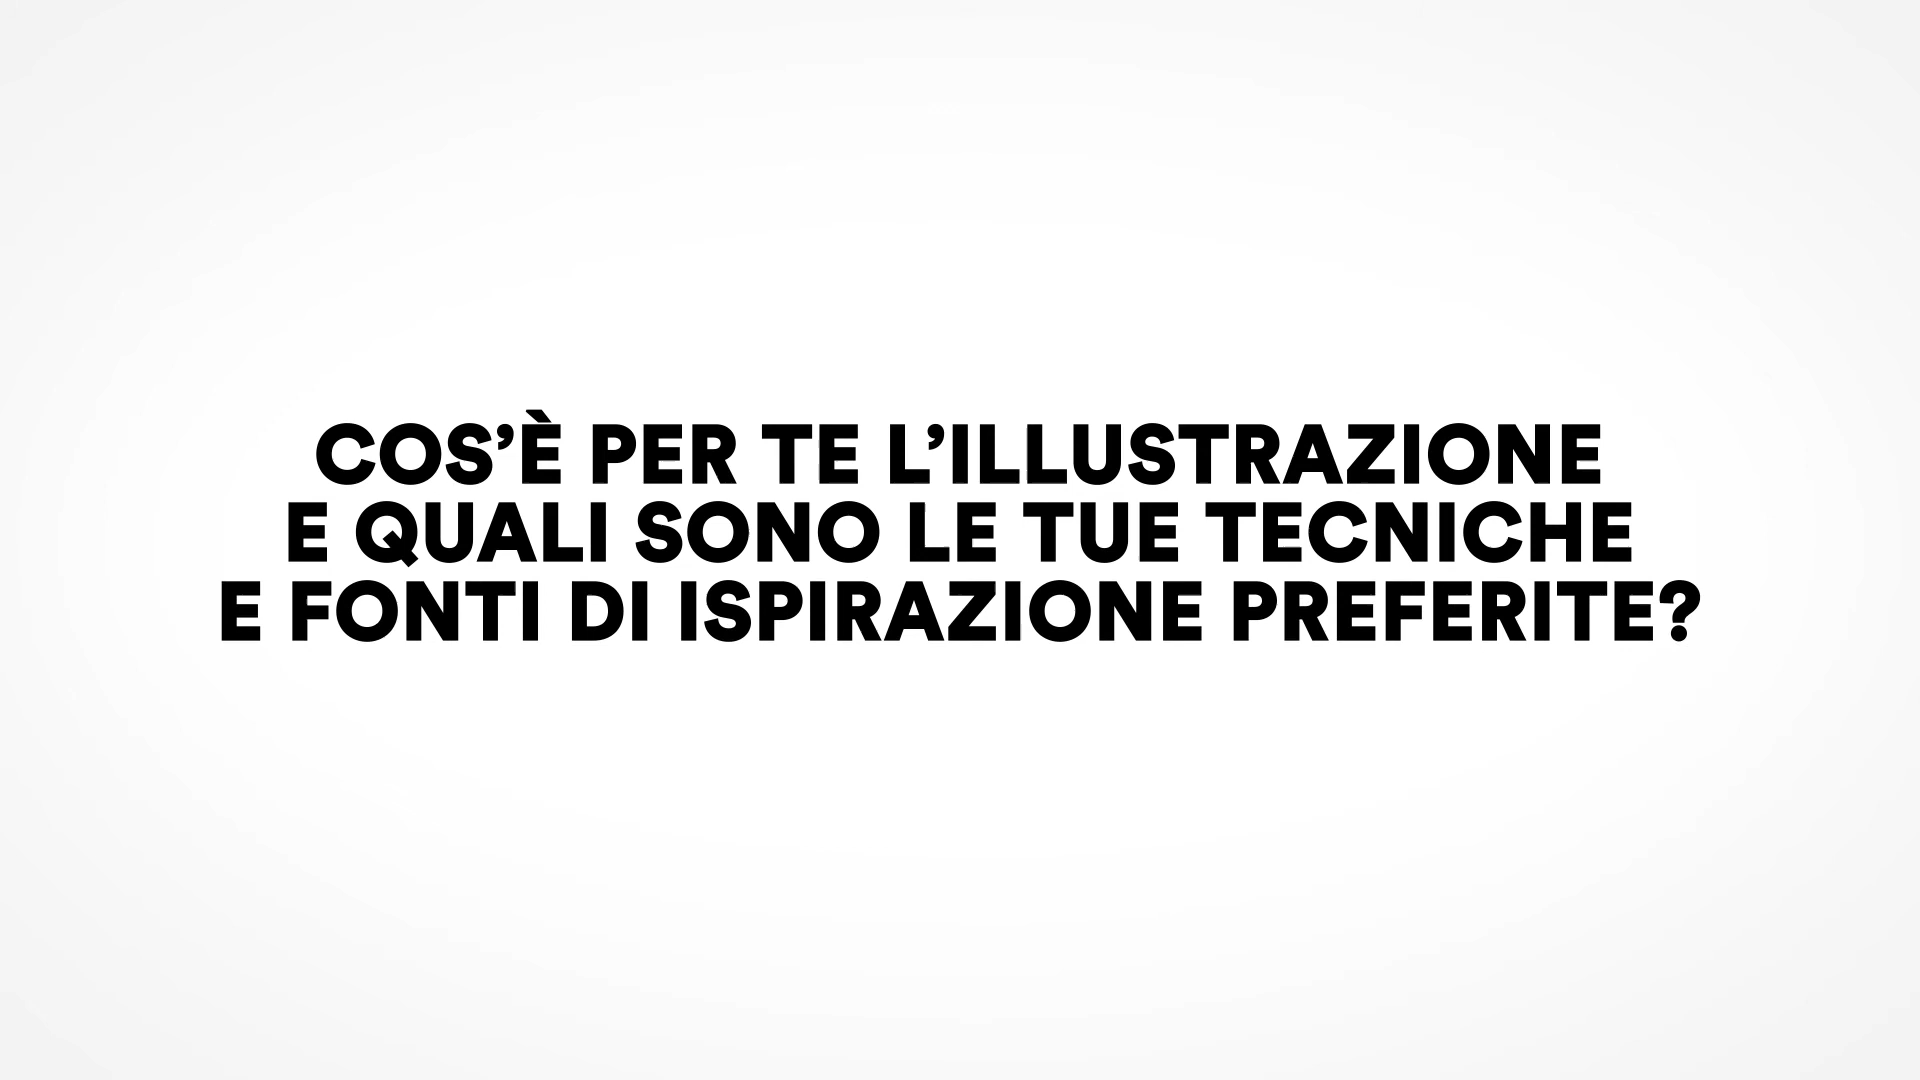 COS’È PER TE L’ILLUSTRAZIONE
E QUALI SONO LE TUE TECNICHE
E FONTI DI ISPIRAZIONE PREFERITE?